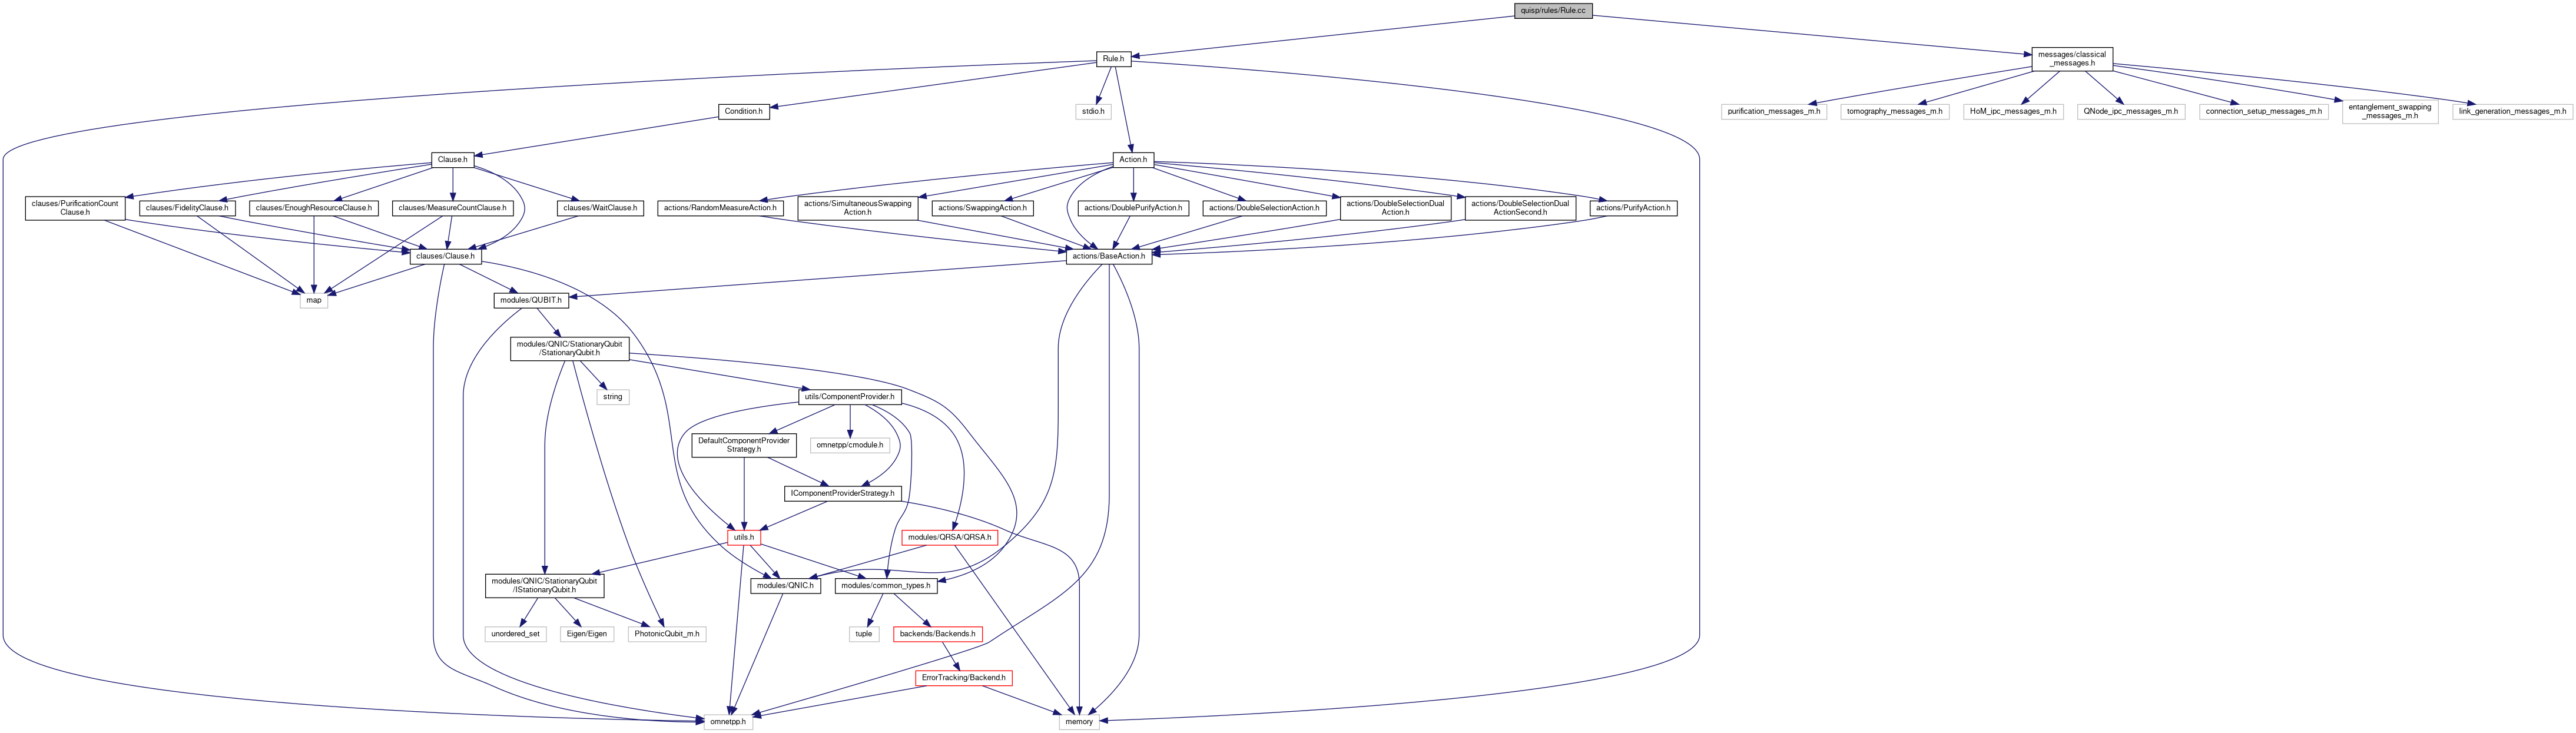 quisp/rules/Rule.cc
Rule.h
messages/classical
_messages.h
Condition.h
stdio.h
purification_messages_m.h
tomography_messages_m.h
HoM_ipc_messages_m.h
QNode_ipc_messages_m.h
connection_setup_messages_m.h
entanglement_swapping
_messages_m.h
link_generation_messages_m.h
Clause.h
Action.h
clauses/PurificationCount
Clause.h
clauses/FidelityClause.h
clauses/EnoughResourceClause.h
clauses/MeasureCountClause.h
clauses/WaitClause.h
actions/RandomMeasureAction.h
actions/SimultaneousSwapping
Action.h
actions/SwappingAction.h
actions/DoublePurifyAction.h
actions/DoubleSelectionAction.h
actions/DoubleSelectionDual
Action.h
actions/DoubleSelectionDual
ActionSecond.h
actions/PurifyAction.h
clauses/Clause.h
actions/BaseAction.h
map
modules/QUBIT.h
modules/QNIC/StationaryQubit
/StationaryQubit.h
string
utils/ComponentProvider.h
DefaultComponentProvider
Strategy.h
omnetpp/cmodule.h
IComponentProviderStrategy.h
utils.h
modules/QRSA/QRSA.h
modules/QNIC/StationaryQubit
/IStationaryQubit.h
modules/QNIC.h
modules/common_types.h
unordered_set
Eigen/Eigen
PhotonicQubit_m.h
tuple
backends/Backends.h
ErrorTracking/Backend.h
omnetpp.h
memory